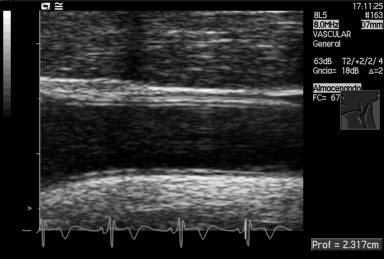 17:11:25
8L5 #163
8.0MHz 37mm
VASCULAR
General
63dB T2/+2/2/ 4
Gncia= 18dB Δ=2
Almacenando
FC= 67
Prof = 2.317cm